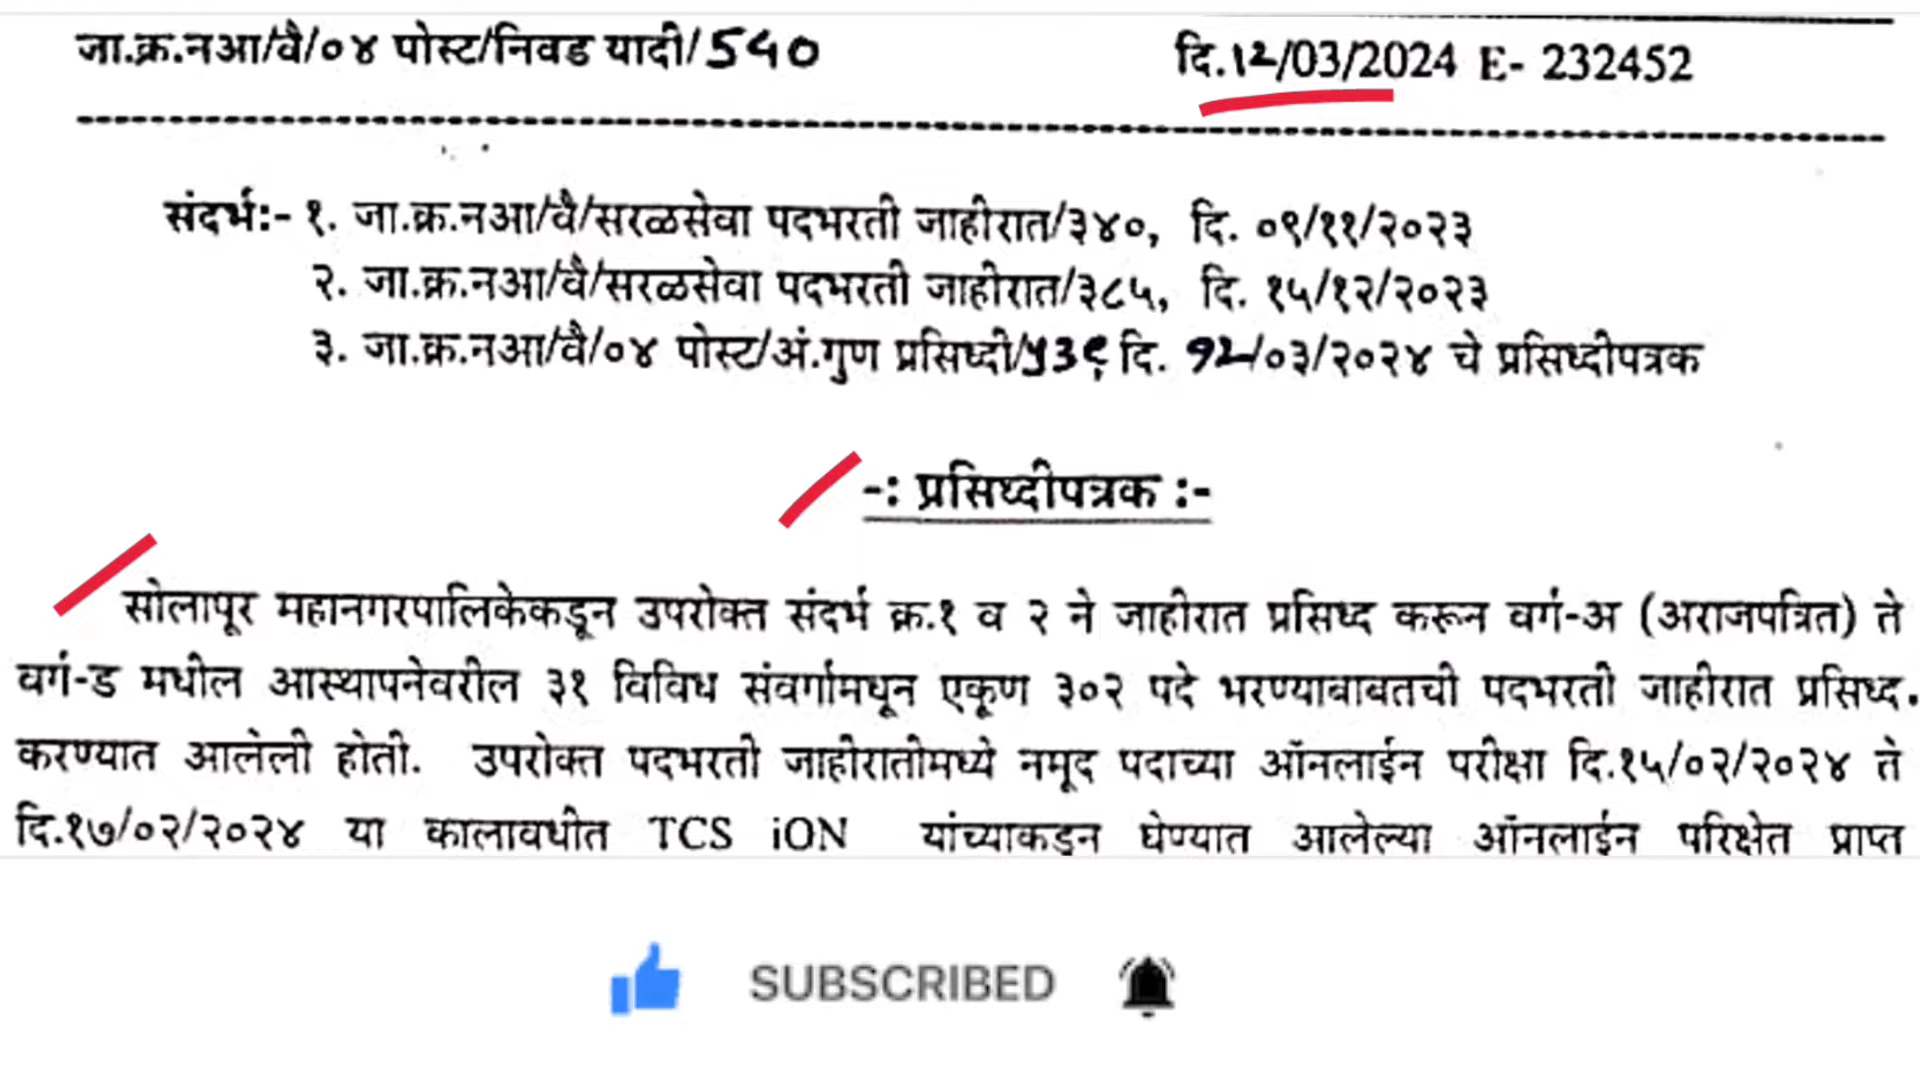 जा.क्र.नआ/वै/०४ पोस्ट/निवड यादी/540
दि.12/03/2024 E- 232452
संदर्भ:- १. जा.क्र.नआ/वै/सरळसेवा पदभरती जाहीरात/३४०, दि. ०९/११/२०२३
२. जा.क्र.नआ/वै/सरळसेवा पदभरती जाहीरात/३८५, दि. १५/१२/२०२३
३. जा.क्र.नआ/वै/०४ पोस्ट/अं.गुण प्रसिध्दी/५३९ दि. १२/०३/२०२४ चे प्रसिध्दीपत्रक
-: प्रसिध्दीपत्रक :-
सोलापूर महानगरपालिकेकडून उपरोक्त संदर्भ क्र.१ व २ ने जाहीरात प्रसिध्द करून वर्ग-अ (अराजपत्रित) ते
वर्ग-ड मधील आस्थापनेवरील ३१ विविध संवर्गामधून एकूण ३०२ पदे भरण्याबाबतची पदभरती जाहीरात प्रसिध्द.
करण्यात आलेली होती. उपरोक्त पदभरती जाहीरातीमध्ये नमूद पदाच्या ऑनलाईन परीक्षा दि.१५/०२/२०२४ ते
दि.१७/०२/२०२४ या कालावधीत TCS iON यांच्याकडून घेण्यात आलेल्या ऑनलाईन परिक्षेत प्राप्त
SUBSCRIBED